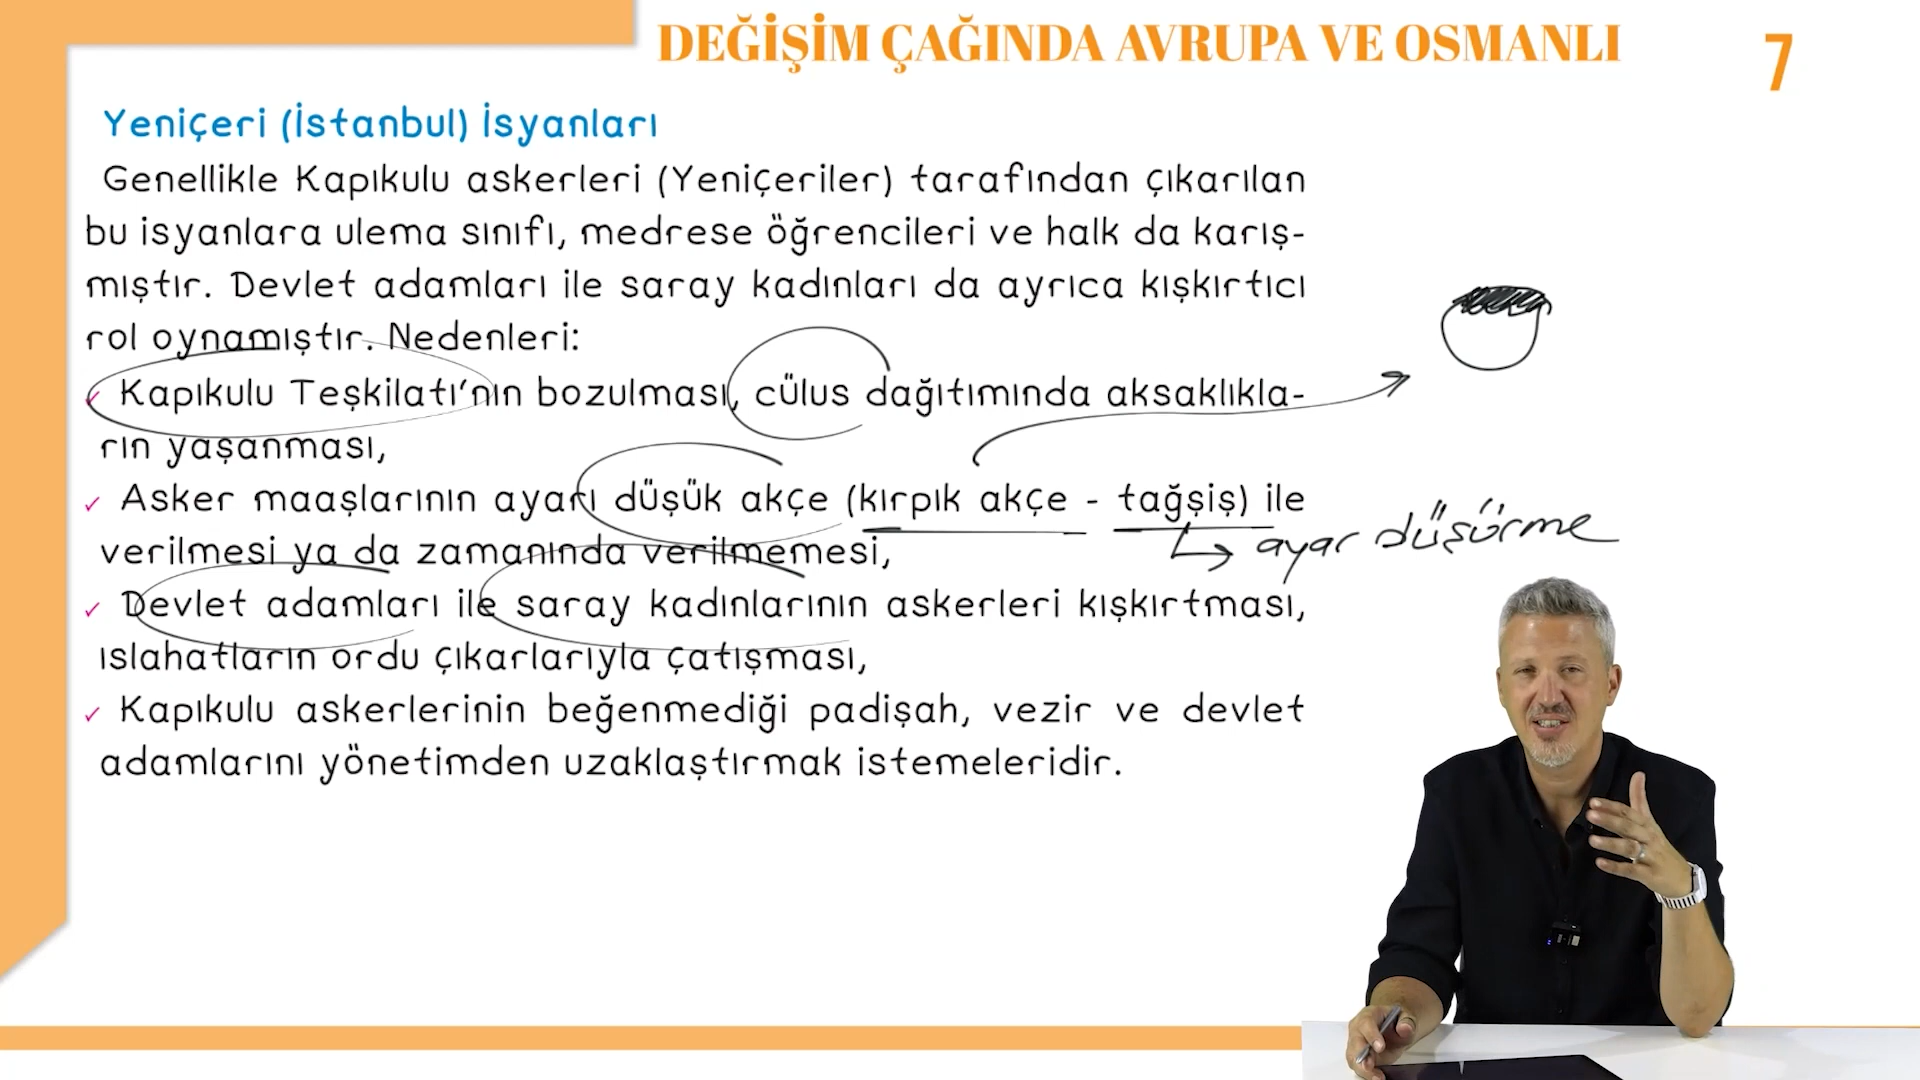 DEĞİŞİM ÇAĞINDA AVRUPA VE OSMANLI
7
Yeniçeri (İstanbul) İsyanları
Genellikle Kapıkulu askerleri (Yeniçeriler) tarafından çıkarılan
bu isyanlara ulema sınıfı, medrese öğrencileri ve halk da karış-
mıştır. Devlet adamları ile saray kadınları da ayrıca kışkırtıcı
rol oynamıştır. Nedenleri:
✓ Kapıkulu Teşkilatı’nın bozulması, cülus dağıtımında aksaklıkla-
rın yaşanması,
✓ Asker maaşlarının ayarı düşük akçe (kırpık akçe - tağşiş) ile
ayar düşürme
verilmesi ya da zamanında verilmemesi,
✓ Devlet adamları ile saray kadınlarının askerleri kışkırtması,
ıslahatların ordu çıkarlarıyla çatışması,
✓ Kapıkulu askerlerinin beğenmediği padişah, vezir ve devlet
adamlarını yönetimden uzaklaştırmak istemeleridir.